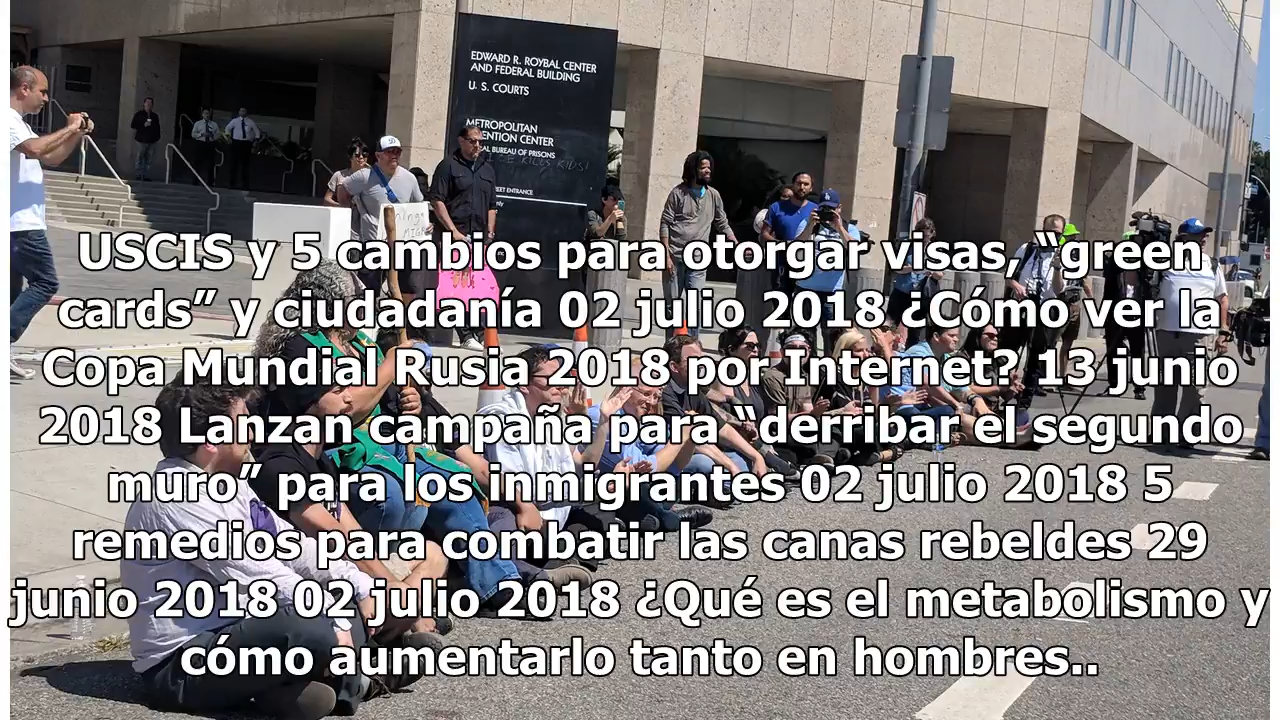 EDWARD R. ROYBAL CENTER
AND FEDERAL BUILDING
U. S. COURTS
METROPOLITAN
DETENTION CENTER
BUREAU OF PRISONS
KIDS!
STREET ENTRANCE
USCIS y 5 cambios para otorgar visas, “green
cards” y ciudadanía 02 julio 2018 ¿Cómo ver la
Copa Mundial Rusia 2018 por Internet? 13 junio
2018 Lanzan campaña para “derribar el segundo
muro” para los inmigrantes 02 julio 2018 5
remedios para combatir las canas rebeldes 29
junio 2018 02 julio 2018 ¿Qué es el metabolismo y
cómo aumentarlo tanto en hombres..